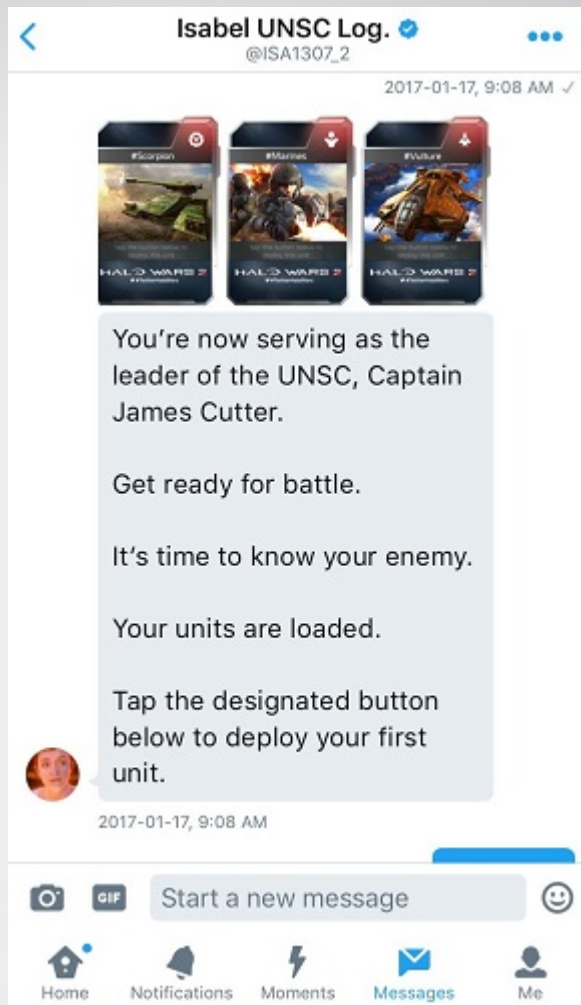 Isabel UNSC Log.
@ISA1307_2
2017-01-17, 9:08 AM ✓
#Scorpion #Marines #Vulture
HALO WARS 2 HALO WARS 2 HALO WARS 2
You're now serving as the
leader of the UNSC, Captain
James Cutter.
Get ready for battle.
It's time to know your enemy.
Your units are loaded.
Tap the designated button
below to deploy your first
unit.
2017-01-17, 9:08 AM
GIF Start a new message
Home Notifications Moments Messages Me